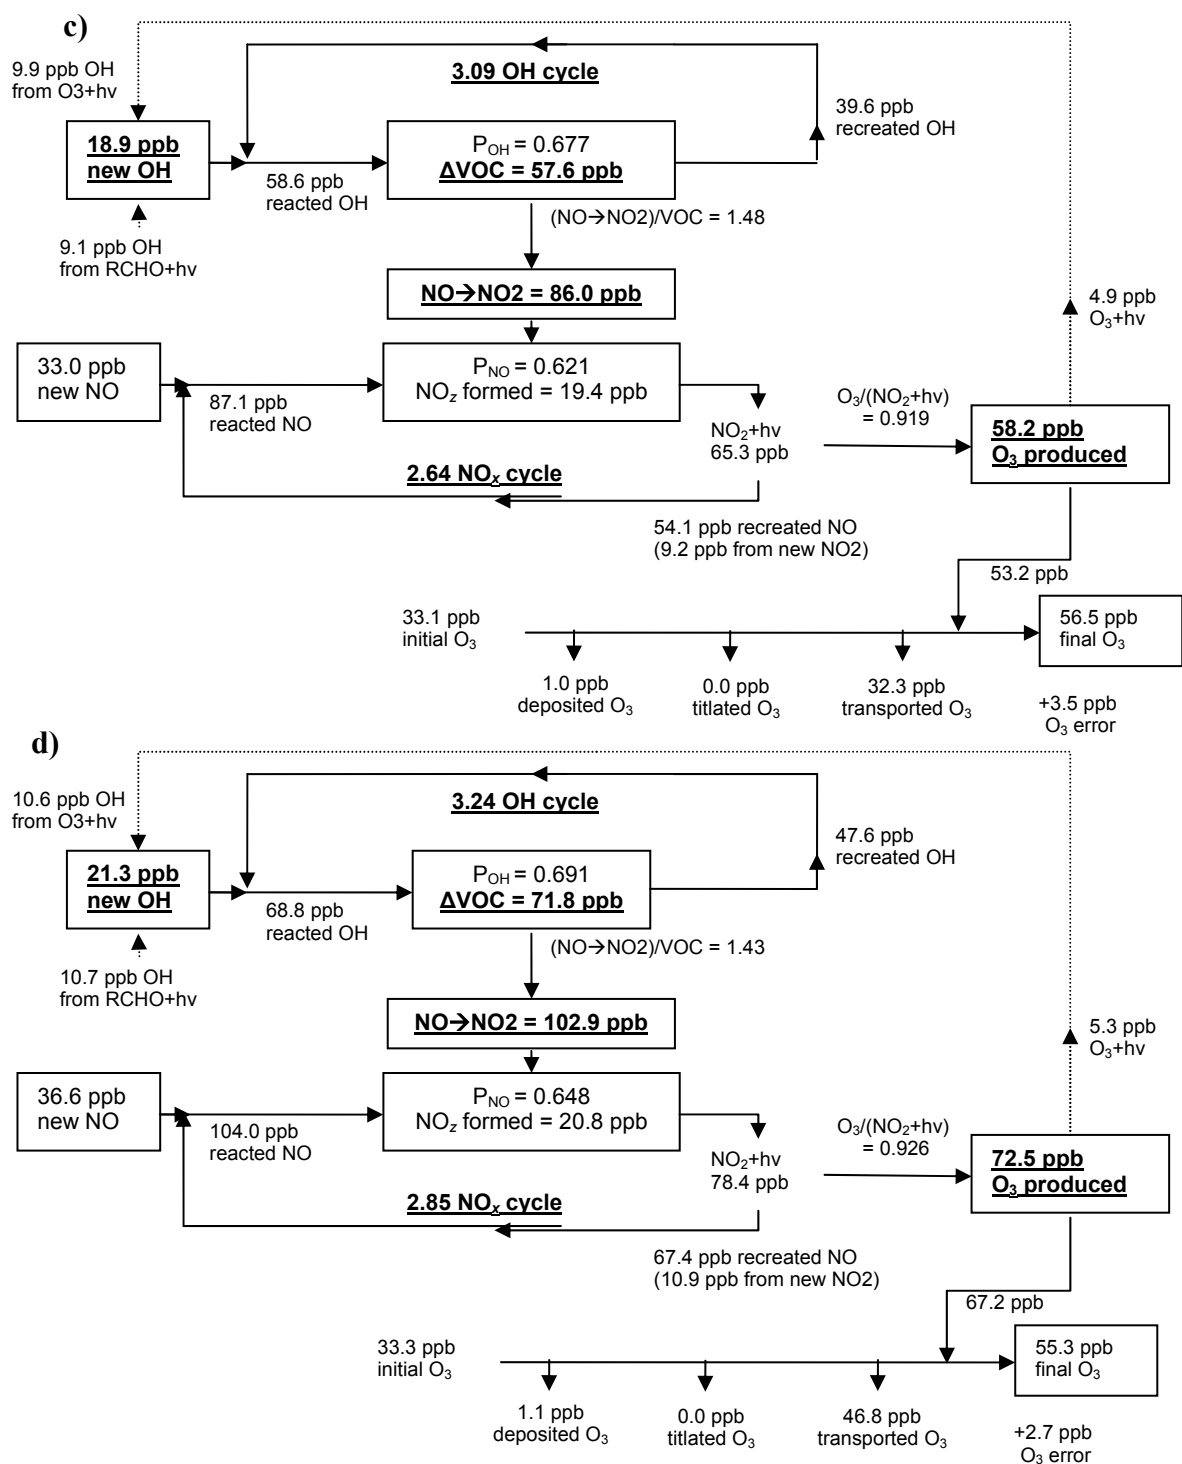 c)
9.9 ppb OH
from O3+hv
3.09 OH cycle
39.6 ppb
recreated OH
18.9 ppb
new OH
58.6 ppb
reacted OH
P_OH = 0.677
ΔVOC = 57.6 ppb
(NO→NO2)/VOC = 1.48
9.1 ppb OH
from RCHO+hv
NO→NO2 = 86.0 ppb
4.9 ppb
O₃+hv
33.0 ppb
new NO
87.1 ppb
reacted NO
P_NO = 0.621
NO_z formed = 19.4 ppb
NO₂+hv
65.3 ppb
O₃/(NO₂+hv)
= 0.919
58.2 ppb
O₃ produced
2.64 NOₓ cycle
54.1 ppb recreated NO
(9.2 ppb from new NO2)
53.2 ppb
33.1 ppb
initial O₃
56.5 ppb
final O₃
1.0 ppb
deposited O₃
0.0 ppb
titlated O₃
32.3 ppb
transported O₃
+3.5 ppb
O₃ error
d)
10.6 ppb OH
from O3+hv
3.24 OH cycle
47.6 ppb
recreated OH
21.3 ppb
new OH
68.8 ppb
reacted OH
P_OH = 0.691
ΔVOC = 71.8 ppb
(NO→NO2)/VOC = 1.43
10.7 ppb OH
from RCHO+hv
NO→NO2 = 102.9 ppb
5.3 ppb
O₃+hv
36.6 ppb
new NO
104.0 ppb
reacted NO
P_NO = 0.648
NO_z formed = 20.8 ppb
NO₂+hv
78.4 ppb
O₃/(NO₂+hv)
= 0.926
72.5 ppb
O₃ produced
2.85 NOₓ cycle
67.4 ppb recreated NO
(10.9 ppb from new NO2)
67.2 ppb
33.3 ppb
initial O₃
55.3 ppb
final O₃
1.1 ppb
deposited O₃
0.0 ppb
titlated O₃
46.8 ppb
transported O₃
+2.7 ppb
O₃ error